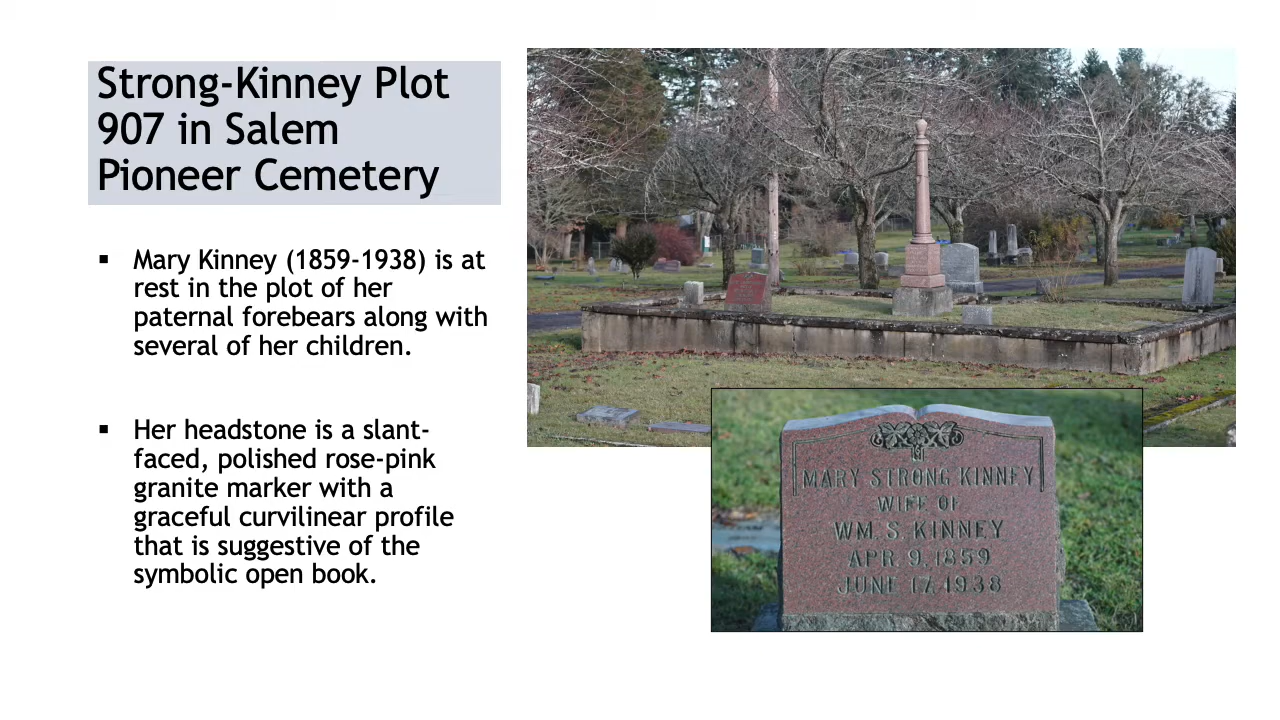 Strong-Kinney Plot
907 in Salem
Pioneer Cemetery
▪ Mary Kinney (1859-1938) is at
rest in the plot of her
paternal forebears along with
several of her children.
▪ Her headstone is a slant-
faced, polished rose-pink
granite marker with a
graceful curvilinear profile
that is suggestive of the
symbolic open book.
MARY STRONG KINNEY
WIFE OF
WM. S. KINNEY
APR. 9, 1859
JUNE 17, 1938